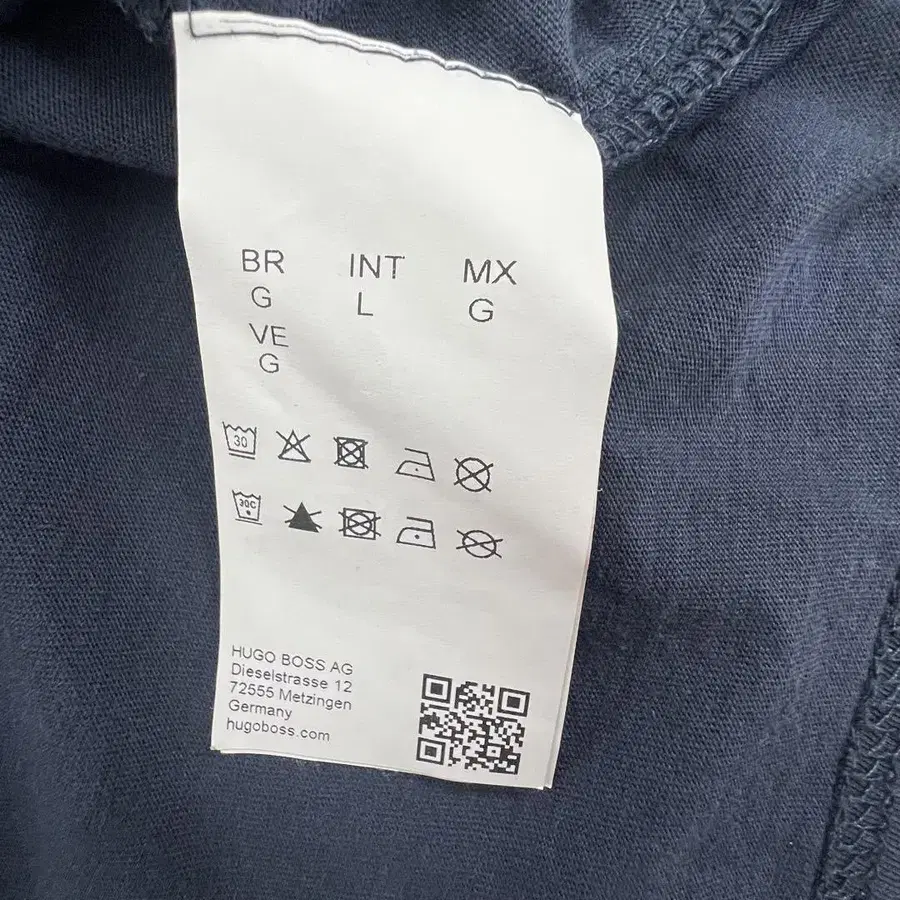 BR INT MX
G L G
VE
G
30
30C
HUGO BOSS AG
Dieselstrasse 12
72555 Metzingen
Germany
hugoboss.com